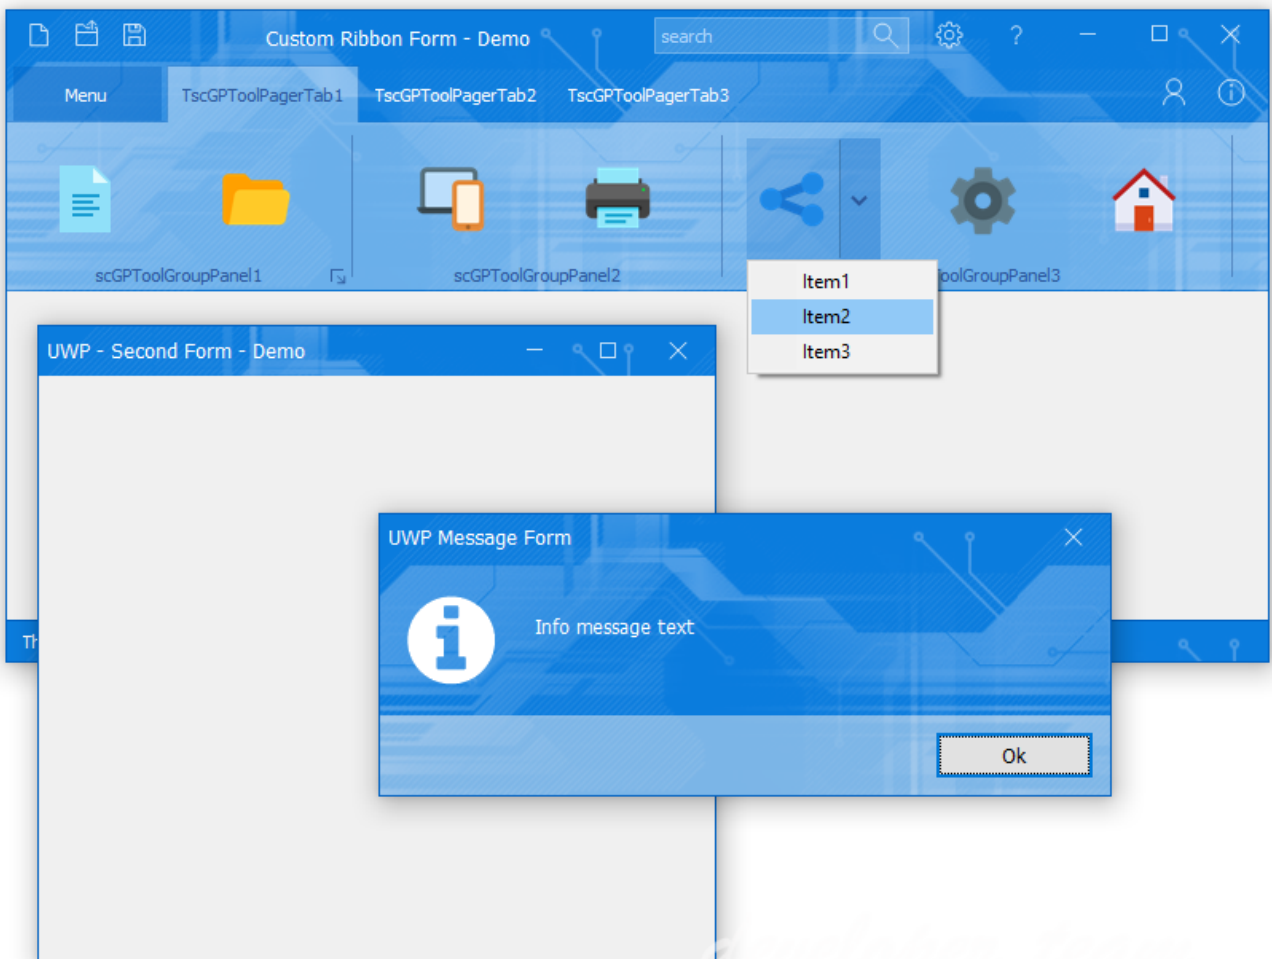 Custom Ribbon Form - Demo
search
?
Menu
TscGPToolPagerTab1
TscGPToolPagerTab2
TscGPToolPagerTab3
scGPToolGroupPanel1
scGPToolGroupPanel2
oolGroupPanel3
Item1
Item2
Item3
UWP - Second Form - Demo
UWP Message Form
Info message text
Th
Ok